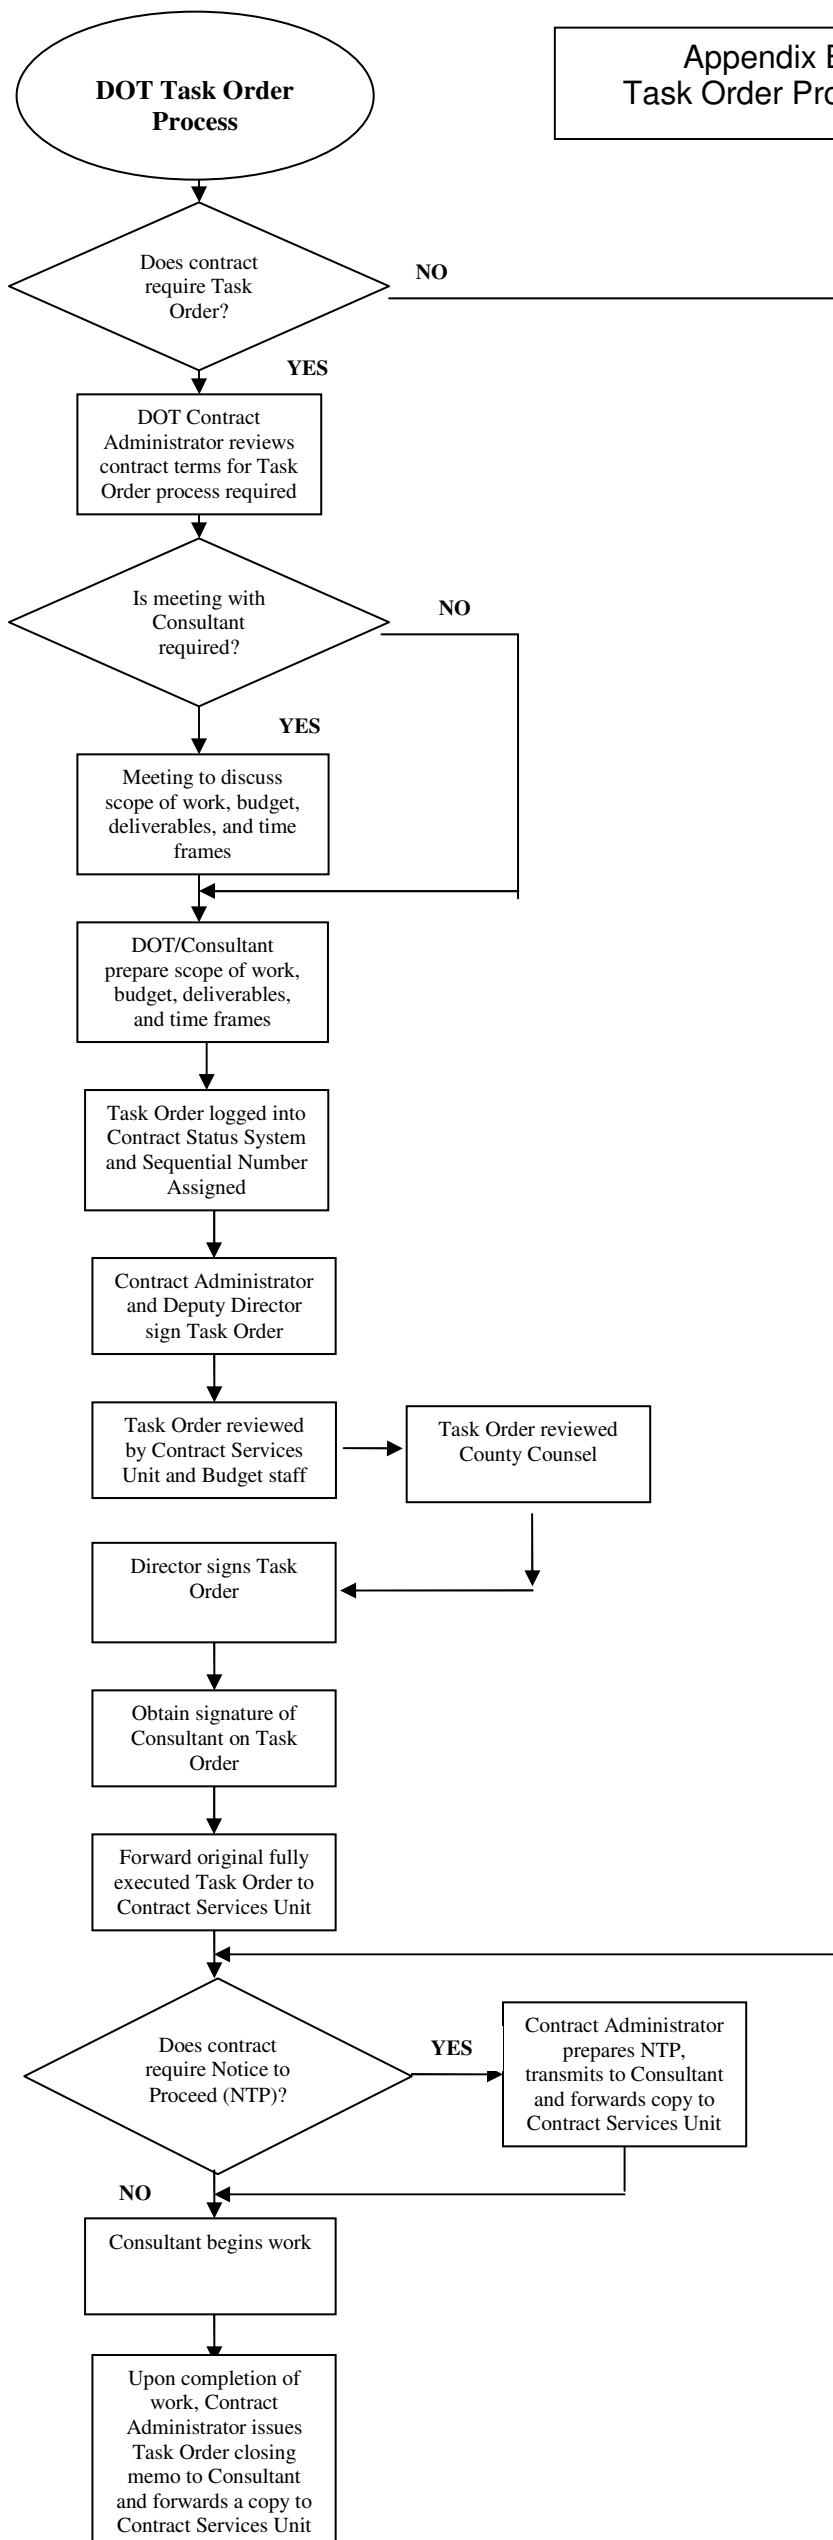 DOT Task Order
Process
Appendix
Task Order
Does contract
require Task
Order?
NO
YES
DOT Contract
Administrator reviews
contract terms for Task
Order process required
Is meeting with
Consultant
required?
NO
YES
Meeting to discuss
scope of work, budget,
deliverables, and time
frames
DOT/Consultant
prepare scope of work,
budget, deliverables,
and time frames
Task Order logged into
Contract Status System
and Sequential Number
Assigned
Contract Administrator
and Deputy Director
sign Task Order
Task Order reviewed
by Contract Services
Unit and Budget staff
Task Order reviewed
County Counsel
Director signs Task
Order
Obtain signature of
Consultant on Task
Order
Forward original fully
executed Task Order to
Contract Services Unit
Does contract
require Notice to
Proceed (NTP)?
YES
Contract Administrator
prepares NTP,
transmits to Consultant
and forwards copy to
Contract Services Unit
NO
Consultant begins work
Upon completion of
work, Contract
Administrator issues
Task Order closing
memo to Consultant
and forwards a copy to
Contract Services Unit